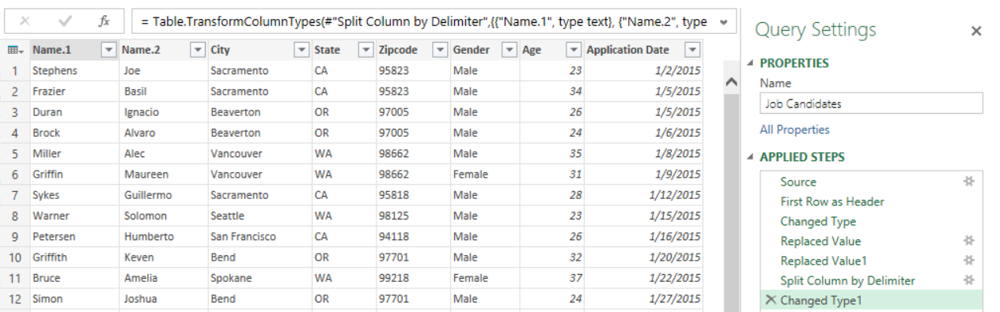 fx = Table.TransformColumnTypes(#"Split Column by Delimiter",{{"Name.1", type text}, {"Name.2", type
Name.1 Name.2 City State Zipcode Gender Age Application Date
1 Stephens Joe Sacramento CA 95823 Male 23 1/2/2015
2 Frazier Basil Sacramento CA 95823 Male 34 1/5/2015
3 Duran Ignacio Beaverton OR 97005 Male 26 1/5/2015
4 Brock Alvaro Beaverton OR 97005 Male 24 1/6/2015
5 Miller Alec Vancouver WA 98662 Male 35 1/8/2015
6 Griffin Maureen Vancouver WA 98662 Female 31 1/9/2015
7 Sykes Guillermo Sacramento CA 95818 Male 28 1/12/2015
8 Warner Solomon Seattle WA 98125 Male 23 1/15/2015
9 Petersen Humberto San Francisco CA 94118 Male 26 1/16/2015
10 Griffith Keven Bend OR 97701 Male 32 1/20/2015
11 Bruce Amelia Spokane WA 99218 Female 37 1/22/2015
12 Simon Joshua Bend OR 97701 Male 24 1/27/2015
Query Settings
PROPERTIES
Name
Job Candidates
All Properties
APPLIED STEPS
Source
First Row as Header
Changed Type
Replaced Value
Replaced Value1
Split Column by Delimiter
Changed Type1